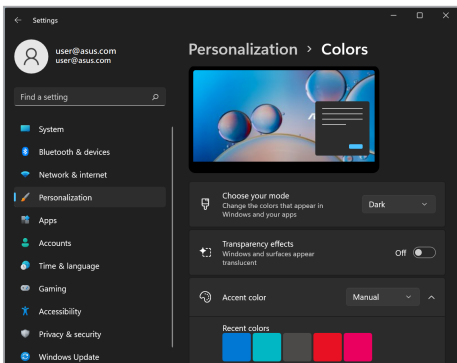 Settings
user@asus.com
user@asus.com
Find a setting
System
Bluetooth & devices
Network & internet
Personalization
Apps
Accounts
Time & language
Gaming
Accessibility
Privacy & security
Windows Update
Personalization > Colors
Choose your mode
Change the colors that appear in
Windows and your apps
Dark
Transparency effects
Windows and surfaces appear
translucent
Off
Accent color
Manual
Recent colors